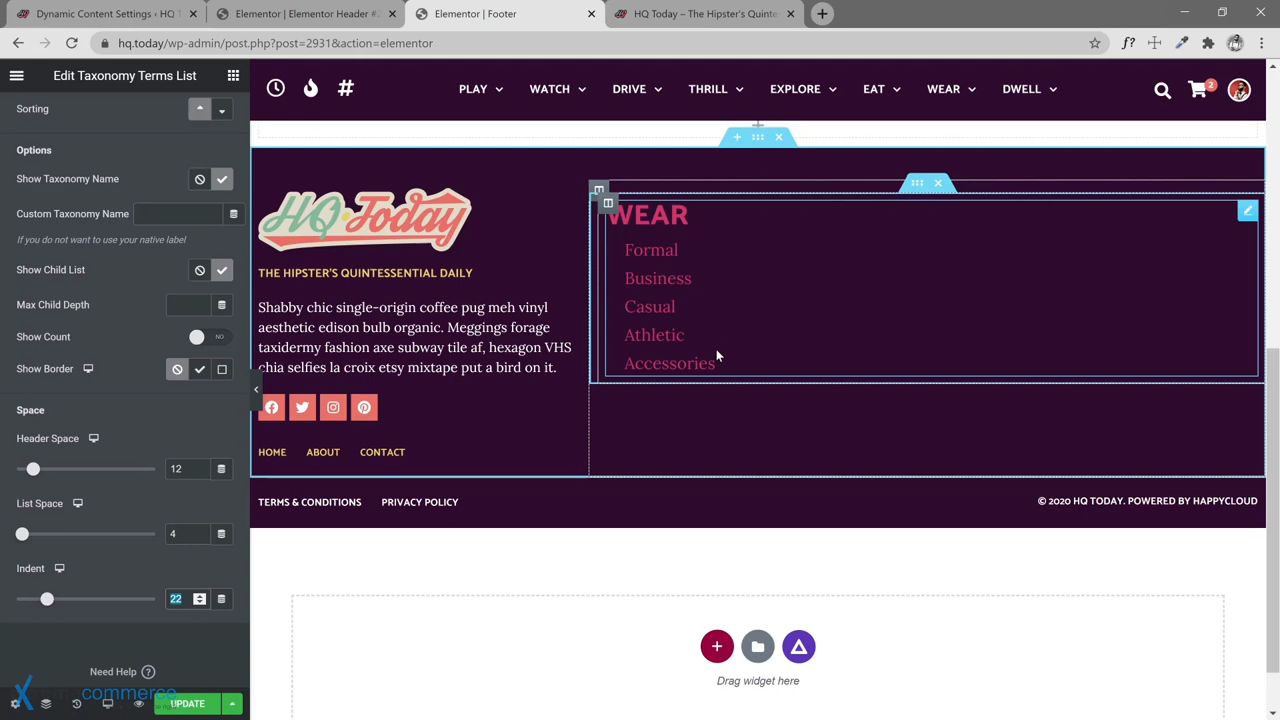 Dynamic Content Settings ‹ HQ T
Elementor | Elementor Header #2
Elementor | Footer
HQ Today – The Hipster's Quinte
hq.today/wp-admin/post.php?post=2931&action=elementor
Edit Taxonomy Terms List
PLAY
WATCH
DRIVE
THRILL
EXPLORE
EAT
WEAR
DWELL
2
Sorting
Options
Show Taxonomy Name
Custom Taxonomy Name
If you do not want to use your native label
Show Child List
Max Child Depth
Show Count
NO
Show Border
Space
Header Space
12
List Space
4
Indent
22
Need Help
UPDATE
HQ Today
THE HIPSTER'S QUINTESSENTIAL DAILY
Shabby chic single-origin coffee pug meh vinyl
aesthetic edison bulb organic. Meggings forage
taxidermy fashion axe subway tile af, hexagon VHS
chia selfies la croix etsy mixtape put a bird on it.
HOME
ABOUT
CONTACT
WEAR
Formal
Business
Casual
Athletic
Accessories
TERMS & CONDITIONS
PRIVACY POLICY
© 2020 HQ TODAY. POWERED BY HAPPYCLOUD
Drag widget here